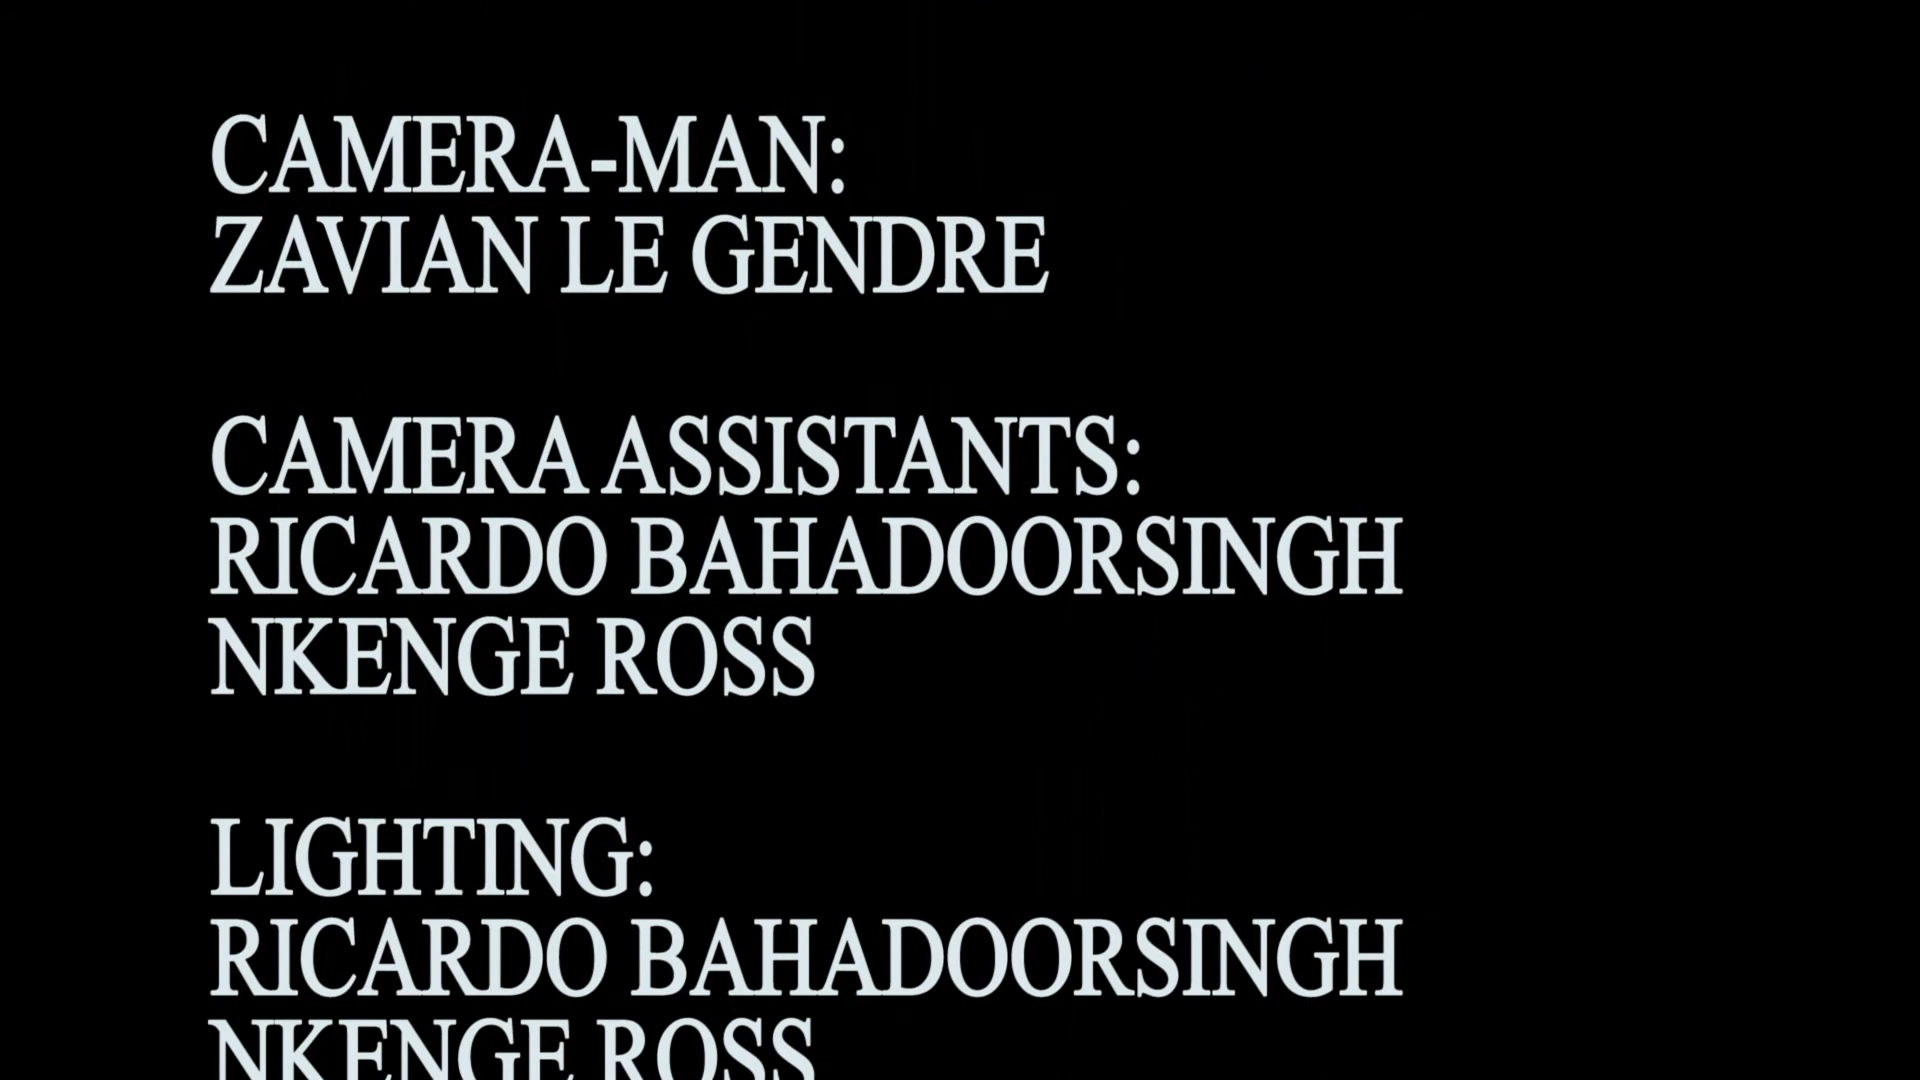 CAMERA-MAN:
ZAVIAN LE GENDRE
CAMERA ASSISTANTS:
RICARDO BAHADOORSINGH
NKENGE ROSS
LIGHTING:
RICARDO BAHADOORSINGH
NKENGE ROSS